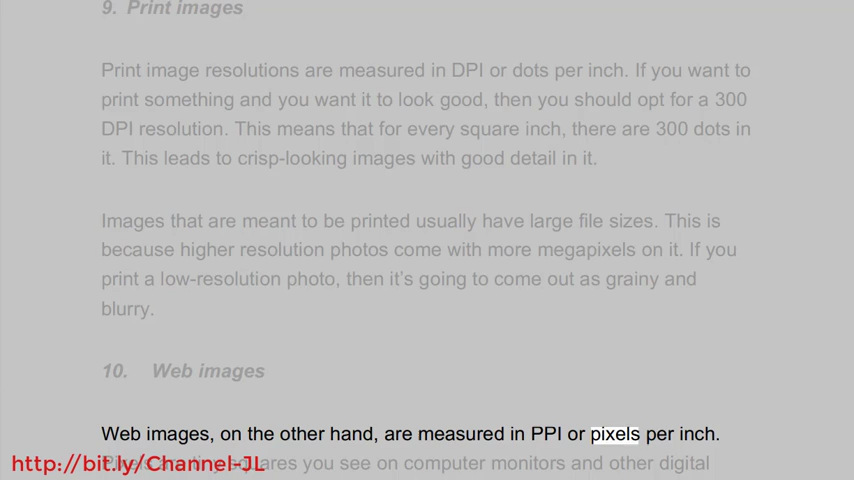 9. Print images
Print image resolutions are measured in DPI or dots per inch. If you want to
print something and you want it to look good, then you should opt for a 300
DPI resolution. This means that for every square inch, there are 300 dots in
it. This leads to crisp-looking images with good detail in it.
Images that are meant to be printed usually have large file sizes. This is
because higher resolution photos come with more megapixels on it. If you
print a low-resolution photo, then it’s going to come out as grainy and
blurry.
10. Web images
Web images, on the other hand, are measured in PPI or pixels per inch.
Pixels are tiny squares you see on computer monitors and other digital
http://bit.ly/Channel-JL